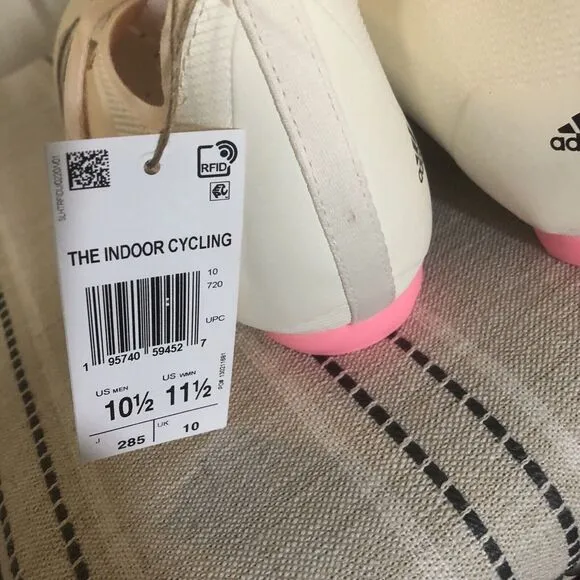 RFID
THE INDOOR CYCLING
10
720
UPC
1 95740 59452 7
US MEN US WMN
10½ 11½
J 285 UK 10
adidas